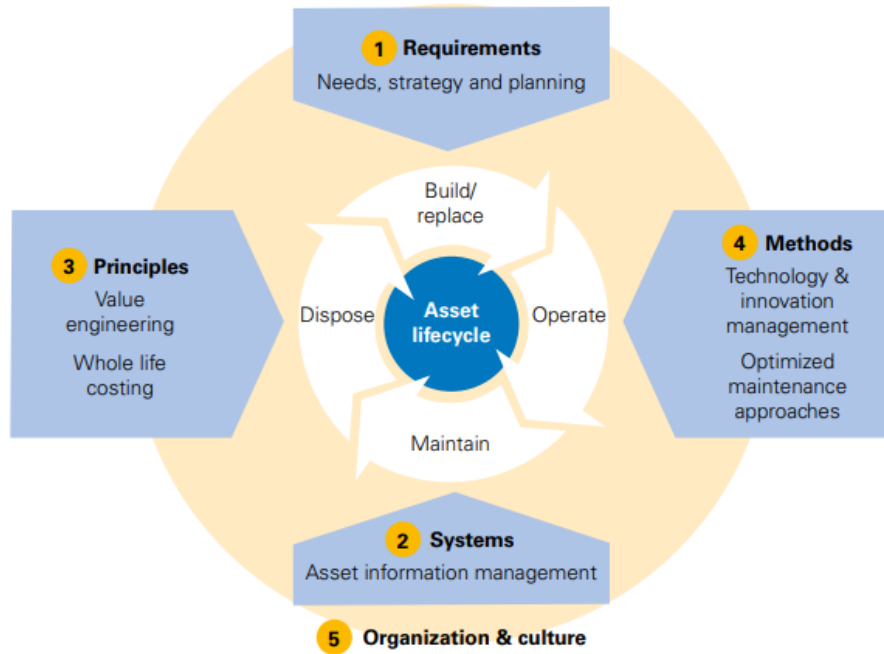 1 Requirements
Needs, strategy and planning
Build/
replace
3 Principles
Value
engineering
Whole life
costing
Dispose
Asset
lifecycle
Operate
4 Methods
Technology &
innovation
management
Optimized
maintenance
approaches
Maintain
2 Systems
Asset information management
5 Organization & culture